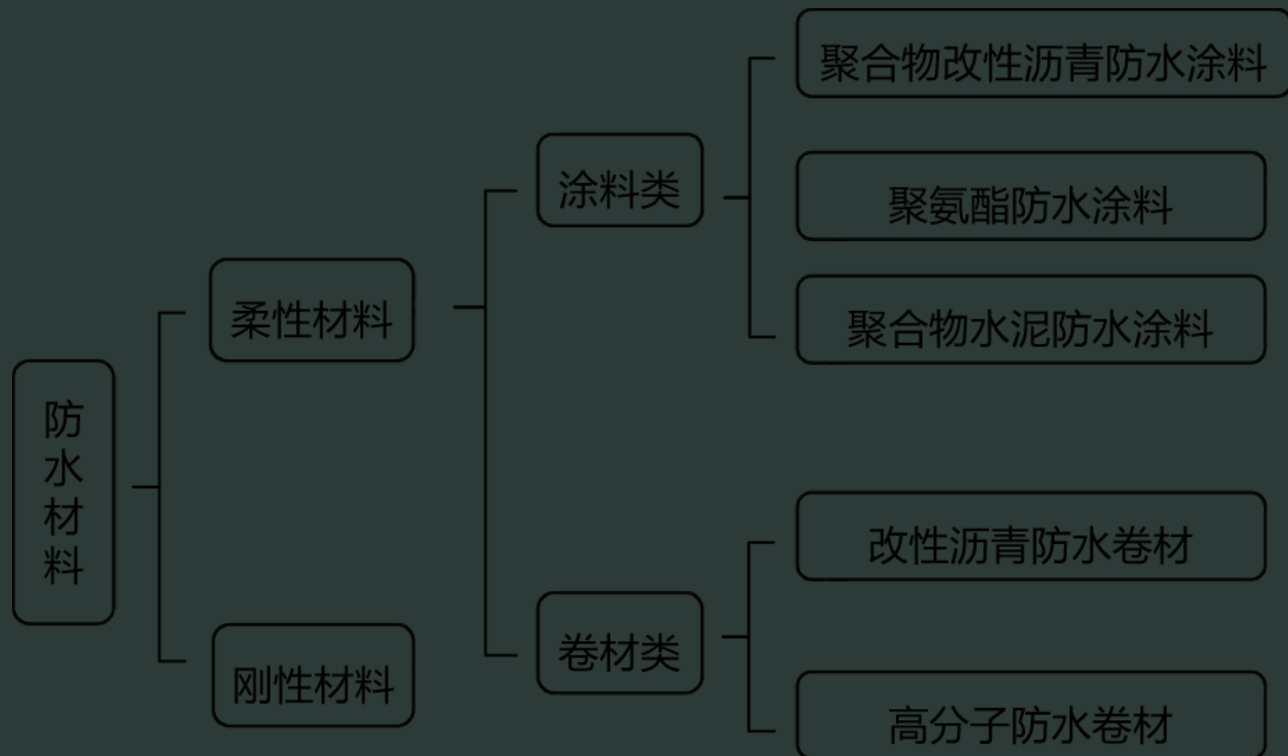 防水材料
柔性材料
刚性材料
涂料类
卷材类
聚合物改性沥青防水涂料
聚氨酯防水涂料
聚合物水泥防水涂料
改性沥青防水卷材
高分子防水卷材